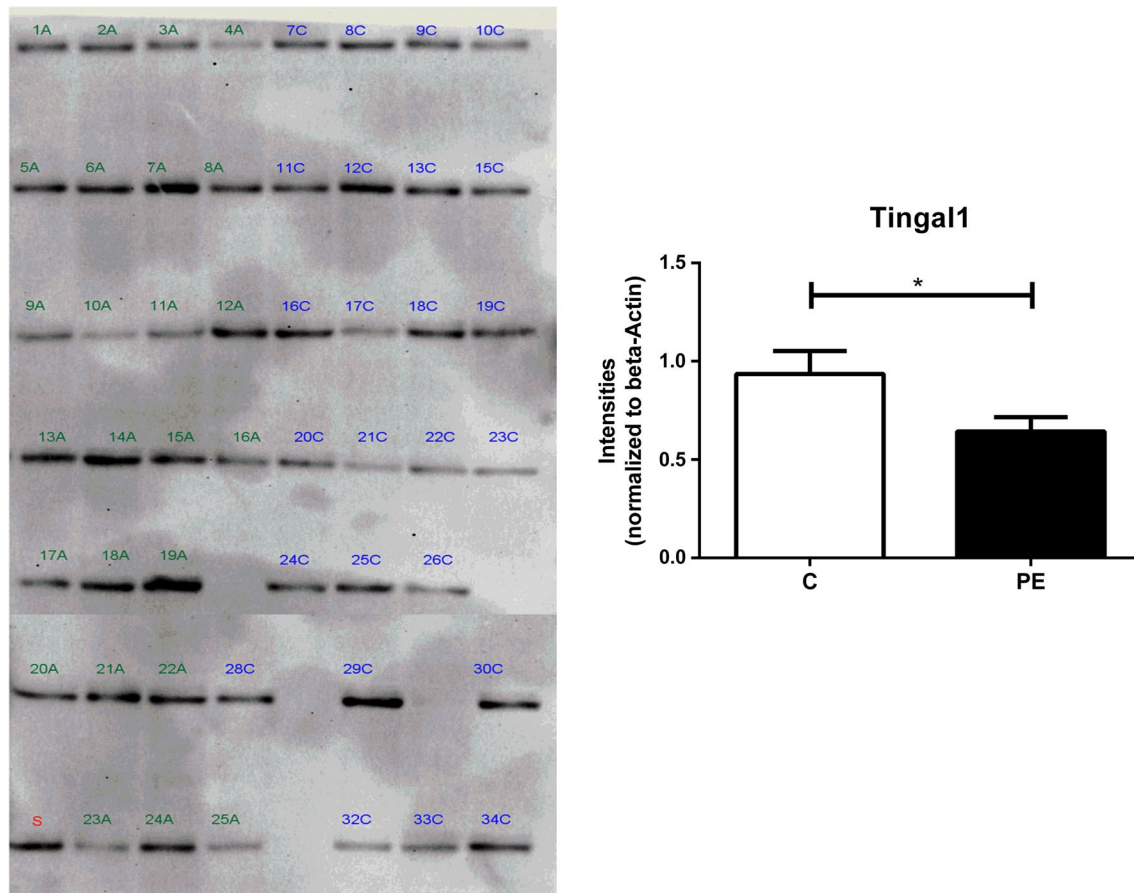 1A 2A 3A 4A 7C 8C 9C 10C
5A 6A 7A 8A 11C 12C 13C 15C
9A 10A 11A 12A 16C 17C 18C 19C
13A 14A 15A 16A 20C 21C 22C 23C
17A 18A 19A 24C 25C 26C
20A 21A 22A 28C 29C 30C
S 23A 24A 25A 32C 33C 34C
Tingal1
Intensities
(normalized to beta-Actin)
1.5
1.0
0.5
0.0
*
C PE